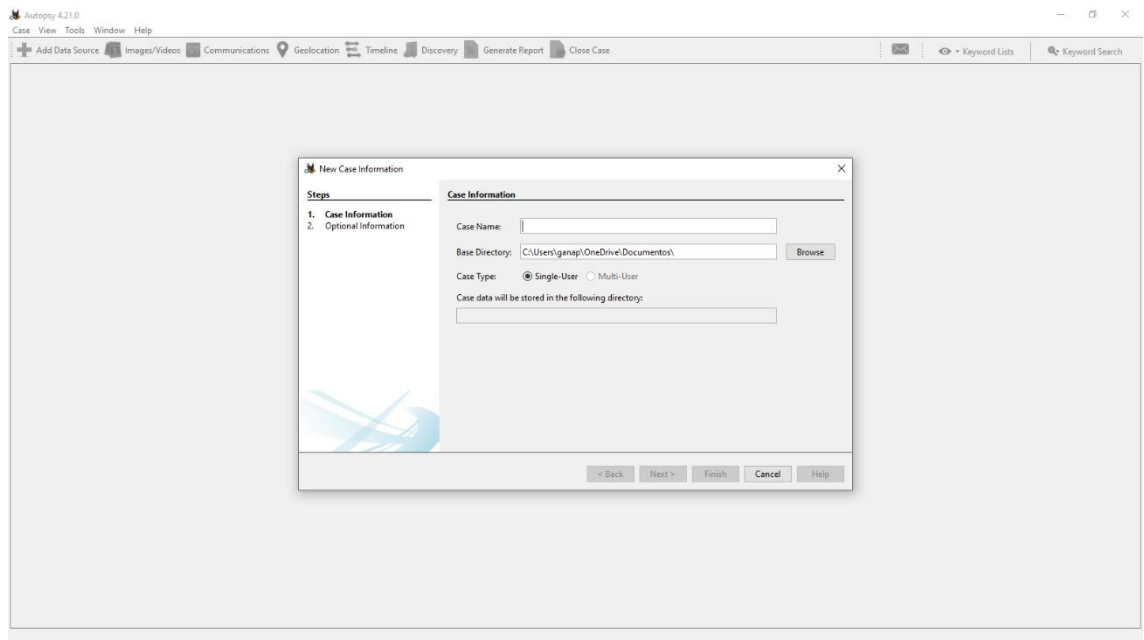 Autopsy 4.21.0
Case View Tools Window Help
Add Data Source Images/Videos Communications Geolocation Timeline Discovery Generate Report Close Case Keyword Lists Keyword Search
New Case Information
Steps
1. Case Information
2. Optional Information
Case Information
Case Name:
Base Directory: C:\Users\ganap\OneDrive\Documentos\ Browse
Case Type: Single-User Multi-User
Case data will be stored in the following directory:
< Back Next > Finish Cancel Help